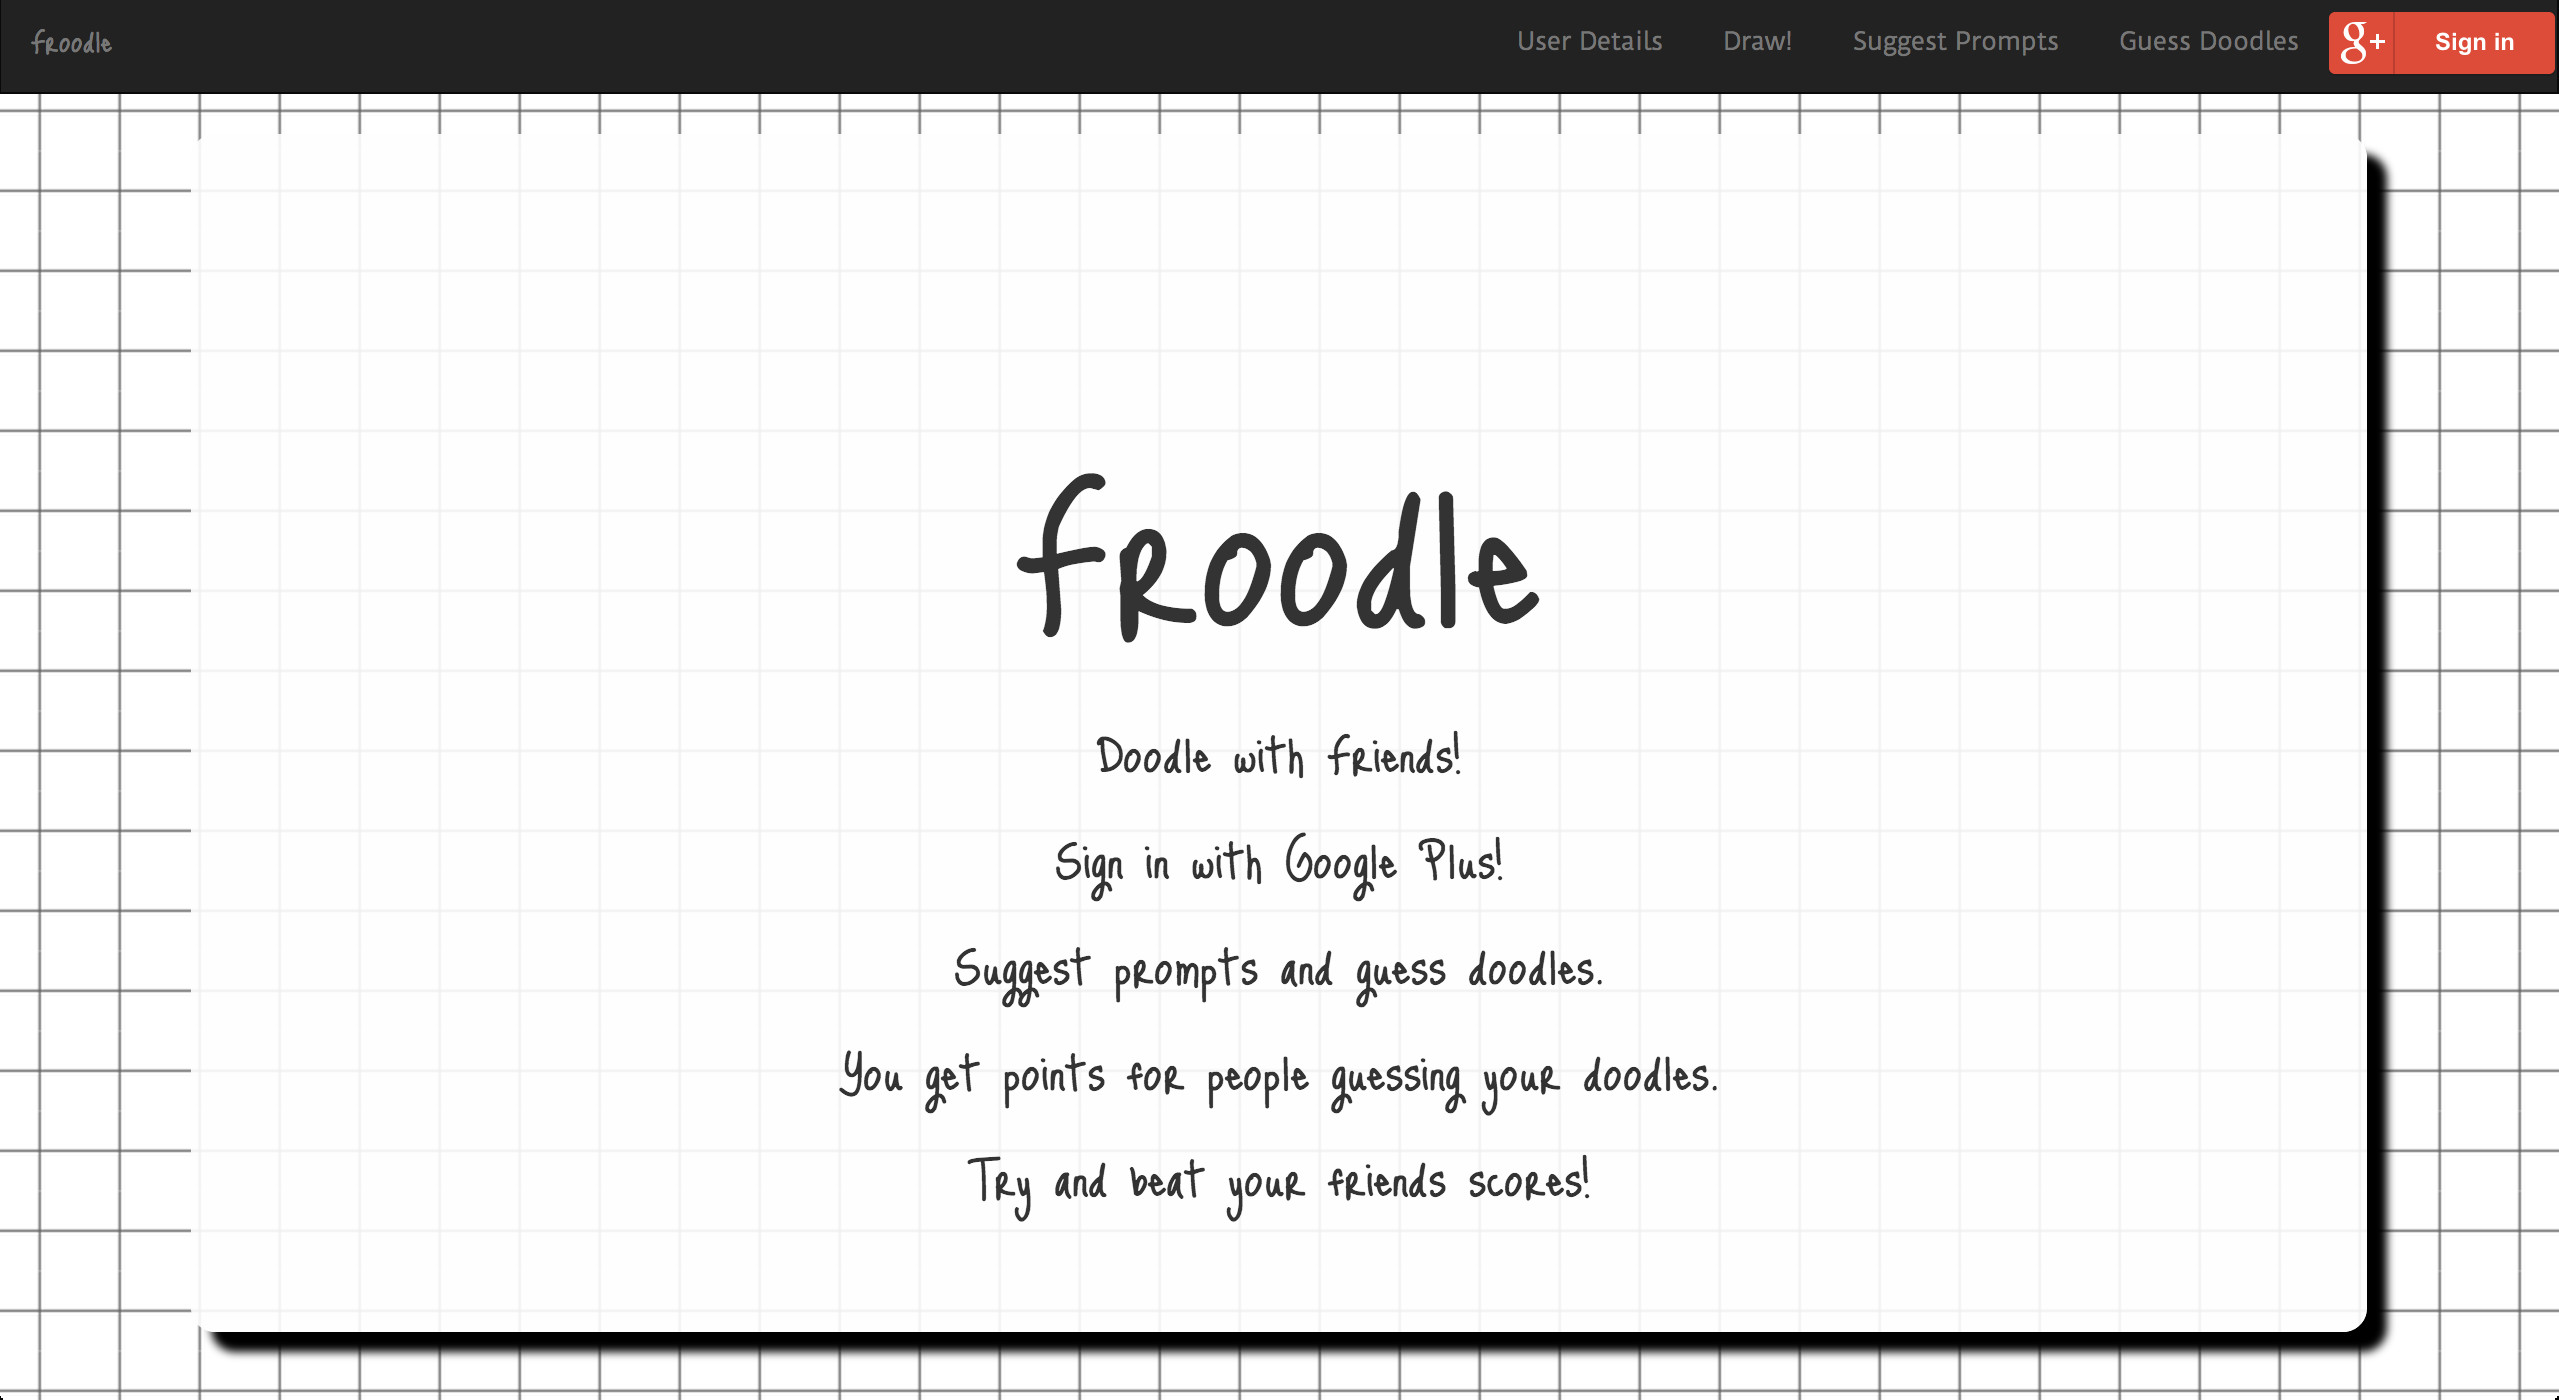 froodle
User Details Draw! Suggest Prompts Guess Doodles g+ Sign in
froodle
Doodle with friends!
Sign in with Google Plus!
Suggest prompts and guess doodles.
You get points for people guessing your doodles.
Try and beat your friends scores!